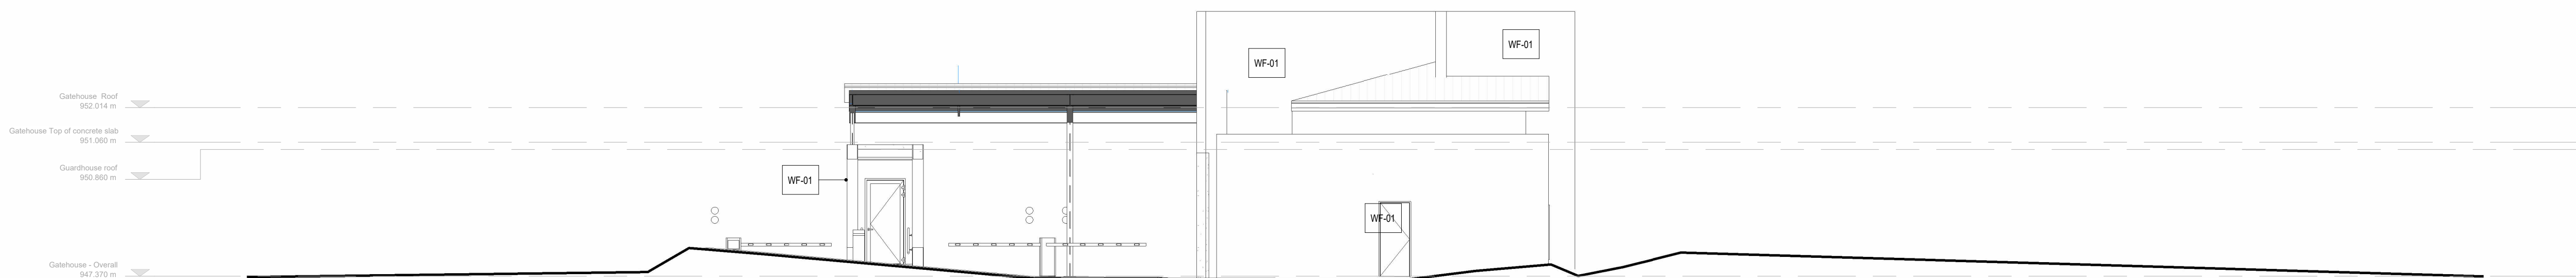 WF-01
WF-01
Gatehouse Roof
952.014 m
Gatehouse Top of concrete slab
951.060 m
Guardhouse roof
950.860 m
WF-01
WF-01
Gatehouse - Overall
947.370 m